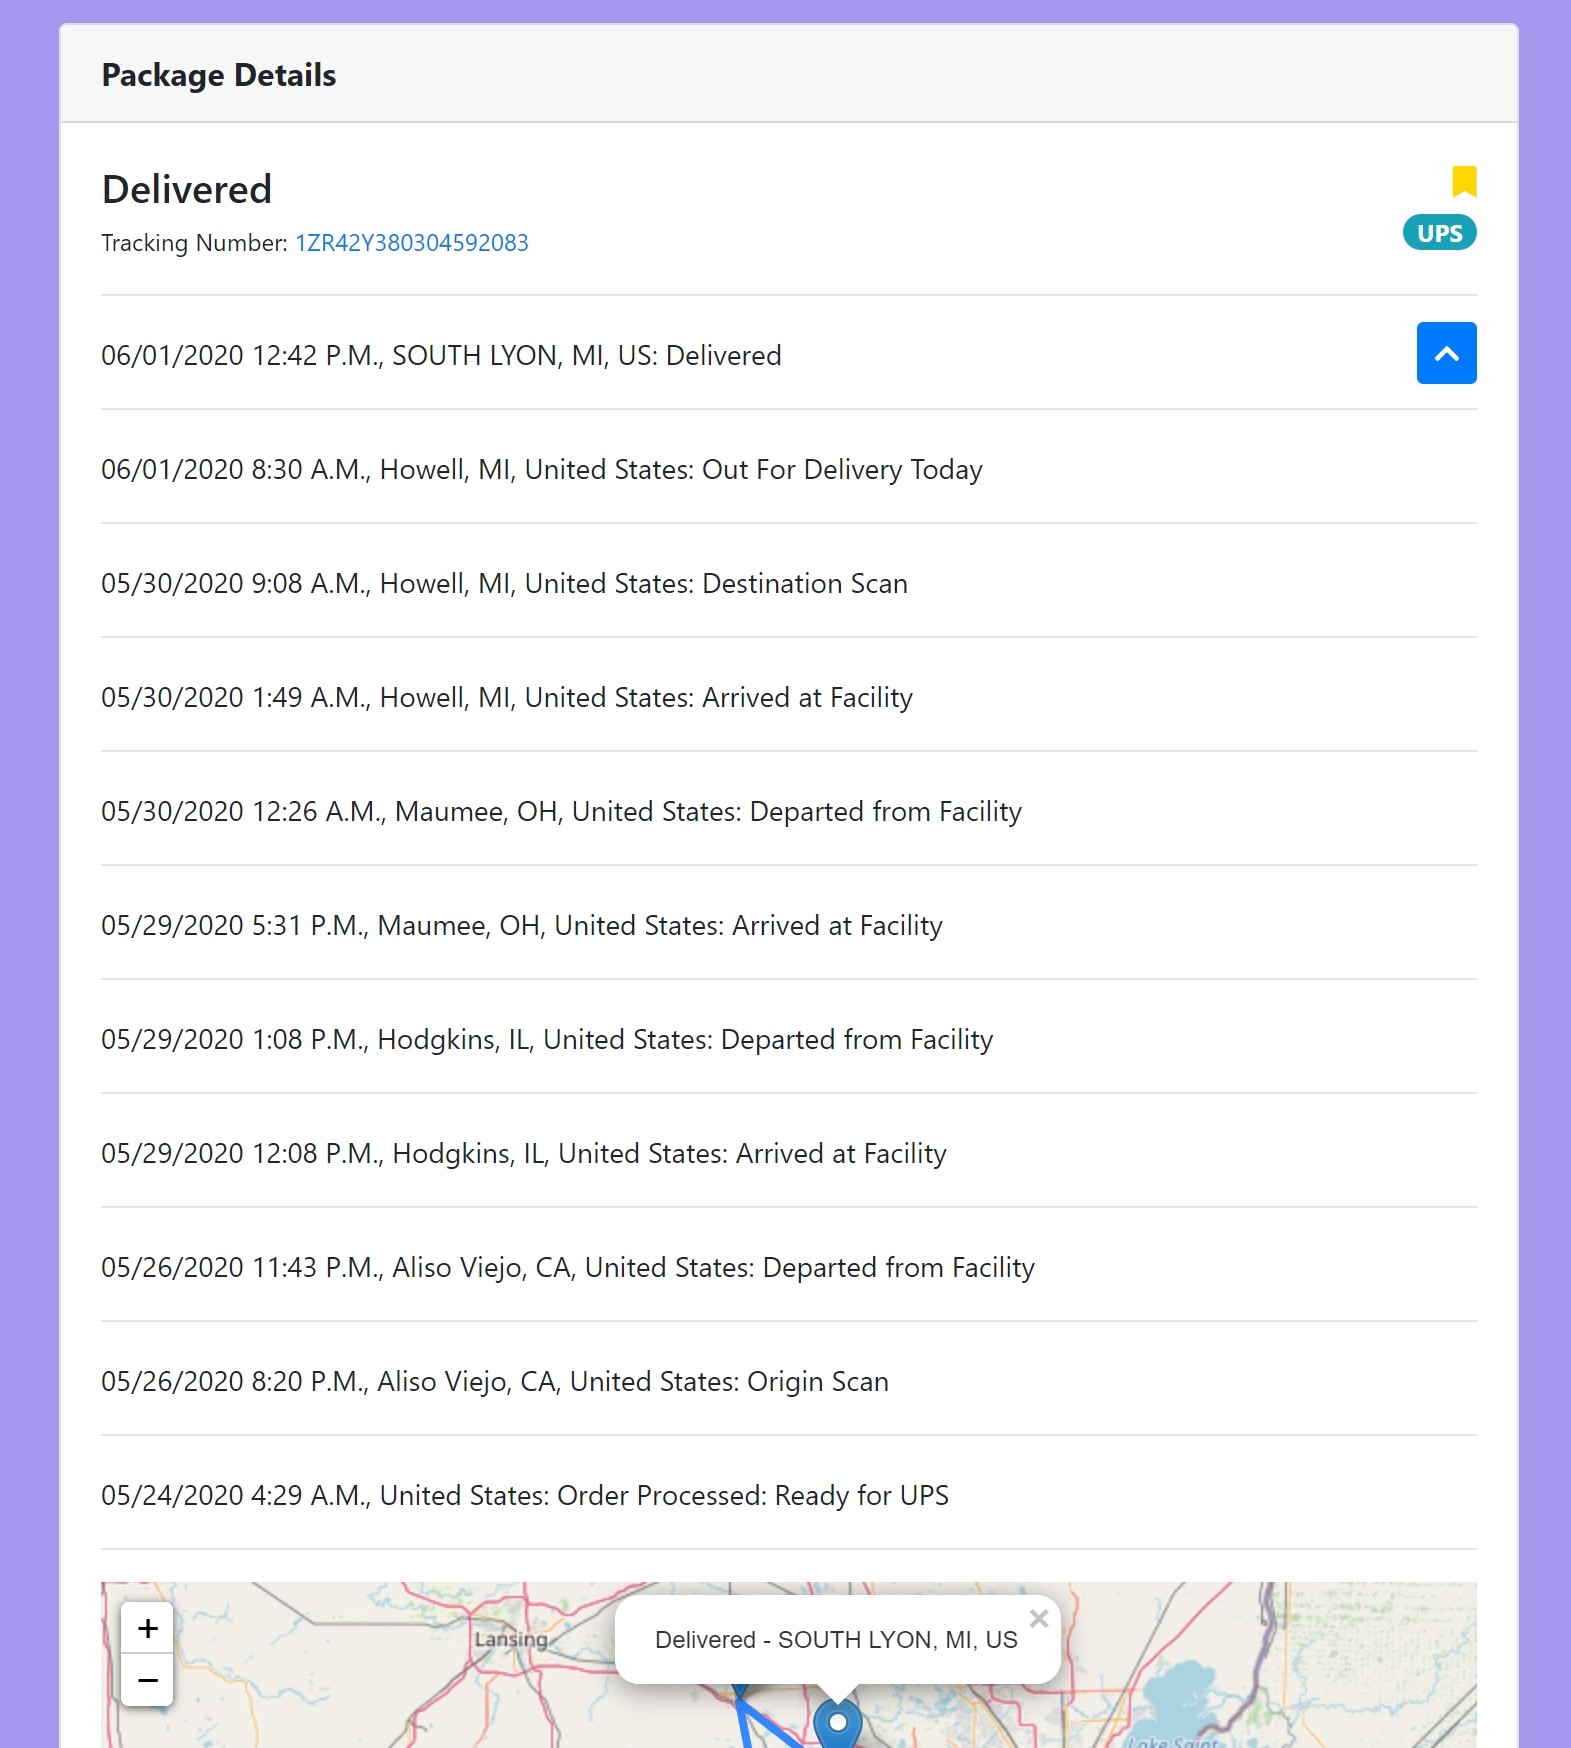 Package Details
Delivered
Tracking Number: 1ZR42Y380304592083
UPS
06/01/2020 12:42 P.M., SOUTH LYON, MI, US: Delivered
06/01/2020 8:30 A.M., Howell, MI, United States: Out For Delivery Today
05/30/2020 9:08 A.M., Howell, MI, United States: Destination Scan
05/30/2020 1:49 A.M., Howell, MI, United States: Arrived at Facility
05/30/2020 12:26 A.M., Maumee, OH, United States: Departed from Facility
05/29/2020 5:31 P.M., Maumee, OH, United States: Arrived at Facility
05/29/2020 1:08 P.M., Hodgkins, IL, United States: Departed from Facility
05/29/2020 12:08 P.M., Hodgkins, IL, United States: Arrived at Facility
05/26/2020 11:43 P.M., Aliso Viejo, CA, United States: Departed from Facility
05/26/2020 8:20 P.M., Aliso Viejo, CA, United States: Origin Scan
05/24/2020 4:29 A.M., United States: Order Processed: Ready for UPS
+
−
Lansing
Delivered - SOUTH LYON, MI, US
×
Lake Saint